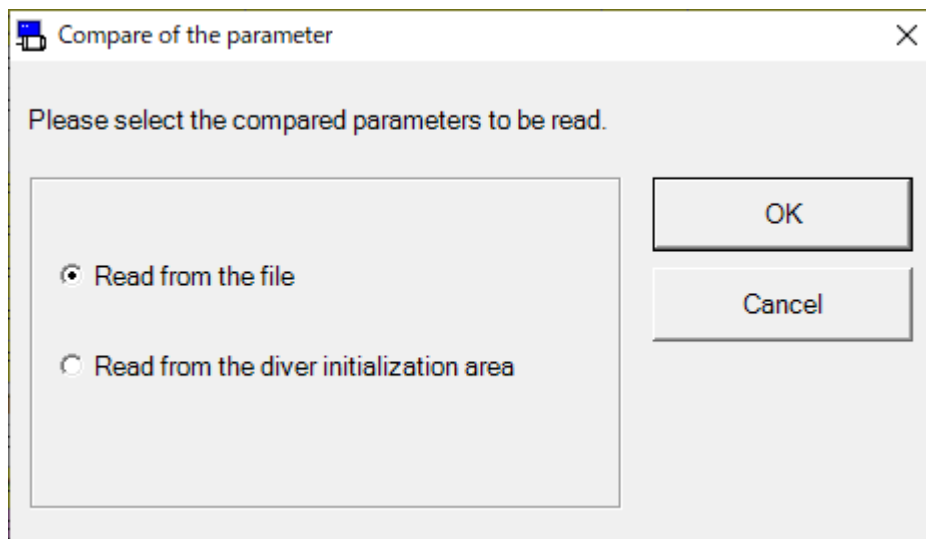 Compare of the parameter
Please select the compared parameters to be read.
Read from the file
Read from the diver initialization area
OK
Cancel